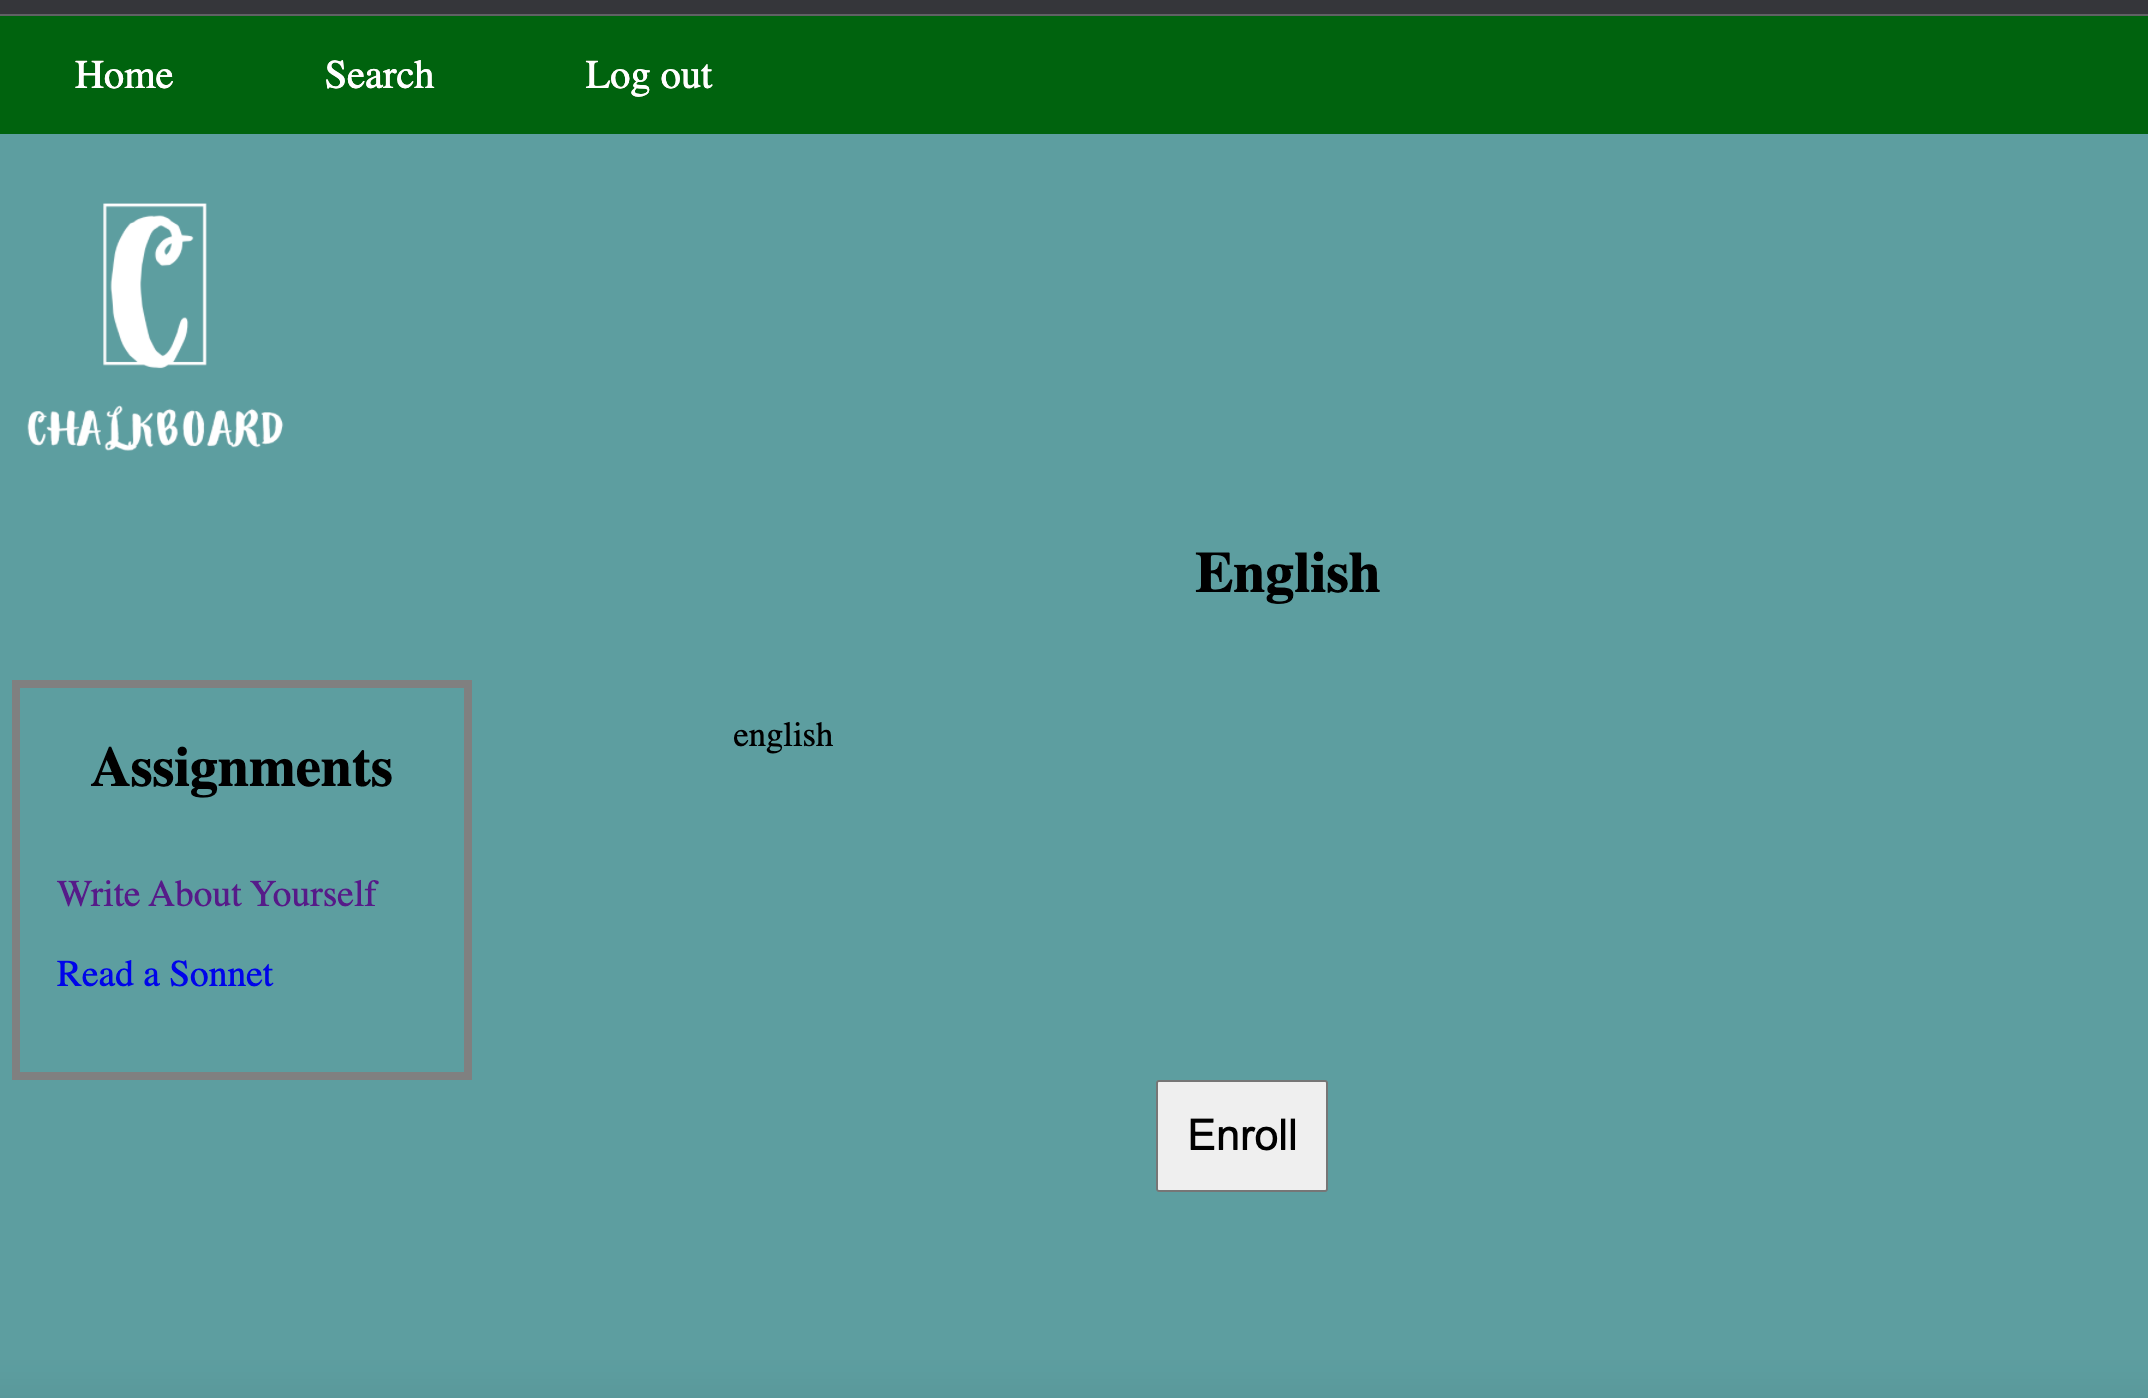 Home Search Log out
C
CHALKBOARD
English
Assignments
english
Write About Yourself
Read a Sonnet
Enroll